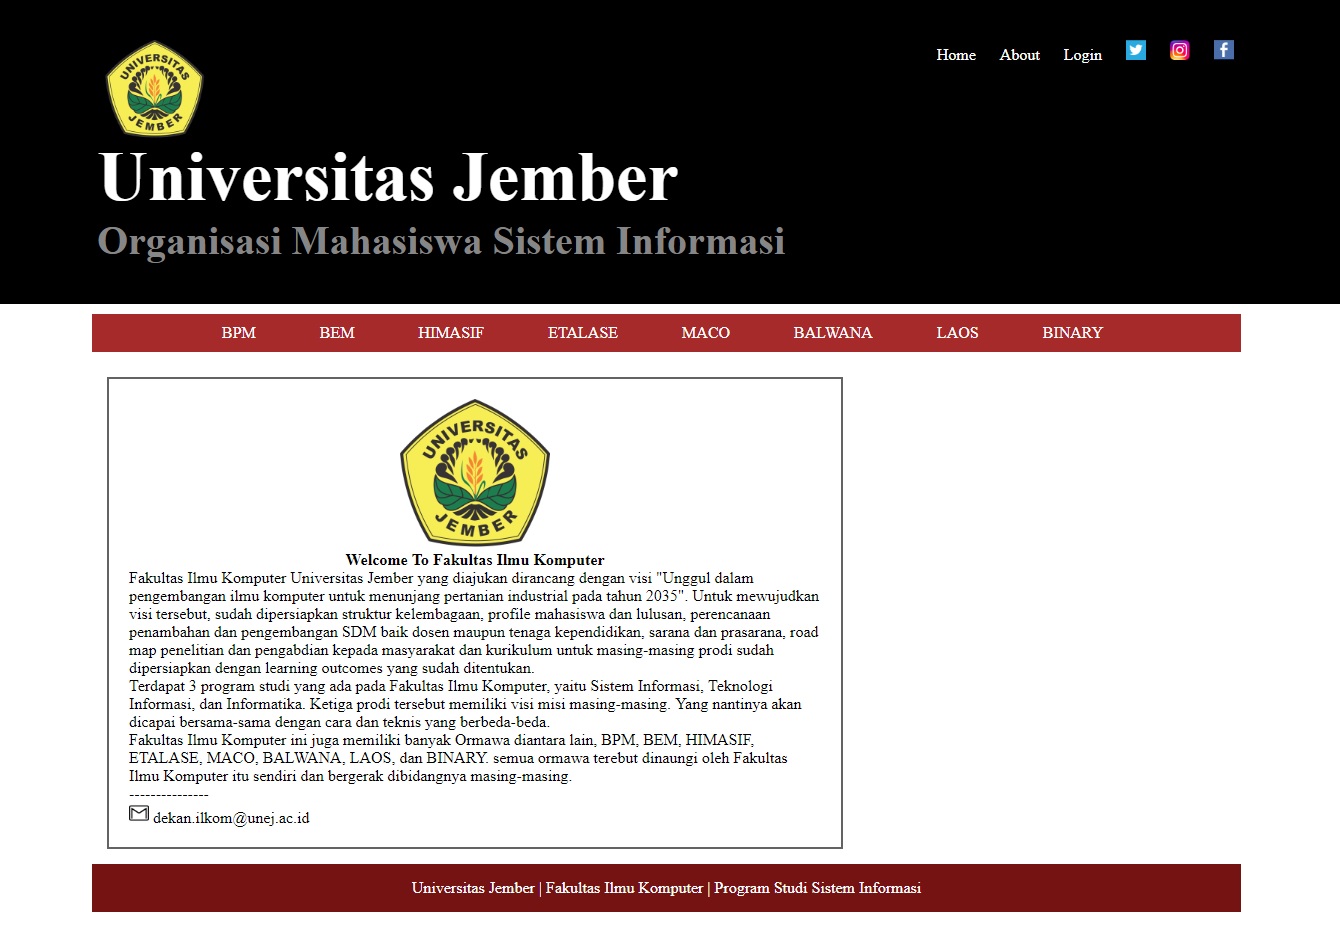 UNIVERSITAS
JEMBER
Home About Login
Universitas Jember
Organisasi Mahasiswa Sistem Informasi
BPM BEM HIMASIF ETALASE MACO BALWANA LAOS BINARY
UNIVERSITAS
JEMBER
Welcome To Fakultas Ilmu Komputer
Fakultas Ilmu Komputer Universitas Jember yang diajukan dirancang dengan visi "Unggul dalam
pengembangan ilmu komputer untuk menunjang pertanian industrial pada tahun 2035". Untuk mewujudkan
visi tersebut, sudah dipersiapkan struktur kelembagaan, profile mahasiswa dan lulusan, perencanaan
penambahan dan pengembangan SDM baik dosen maupun tenaga kependidikan, sarana dan prasarana, road
map penelitian dan pengabdian kepada masyarakat dan kurikulum untuk masing-masing prodi sudah
dipersiapkan dengan learning outcomes yang sudah ditentukan.
Terdapat 3 program studi yang ada pada Fakultas Ilmu Komputer, yaitu Sistem Informasi, Teknologi
Informasi, dan Informatika. Ketiga prodi tersebut memiliki visi misi masing-masing. Yang nantinya akan
dicapai bersama-sama dengan cara dan teknis yang berbeda-beda.
Fakultas Ilmu Komputer ini juga memiliki banyak Ormawa diantara lain, BPM, BEM, HIMASIF,
ETALASE, MACO, BALWANA, LAOS, dan BINARY. semua ormawa terebut dinaungi oleh Fakultas
Ilmu Komputer itu sendiri dan bergerak dibidangnya masing-masing.
---------------
dekan.ilkom@unej.ac.id
Universitas Jember | Fakultas Ilmu Komputer | Program Studi Sistem Informasi